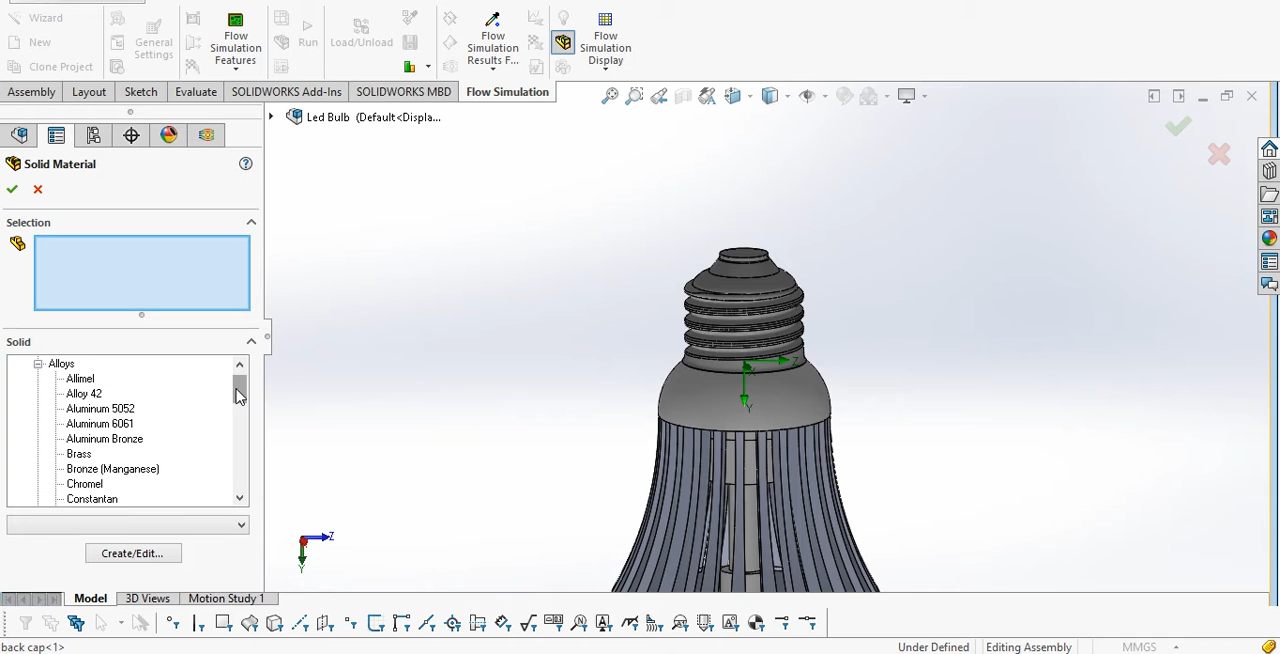 Wizard
New
Clone Project
General
Settings
Flow
Simulation
Features
Run
Load/Unload
Flow
Simulation
Results F...
Flow
Simulation
Display
Assembly
Layout
Sketch
Evaluate
SOLIDWORKS Add-Ins
SOLIDWORKS MBD
Flow Simulation
Led Bulb (Default<Displa...
Solid Material
Selection
Solid
Alloys
Allimel
Alloy 42
Aluminum 5052
Aluminum 6061
Aluminum Bronze
Brass
Bronze (Manganese)
Chromel
Constantan
Create/Edit...
Z
Y
Z
Y
Model
3D Views
Motion Study 1
back cap<1>
Under Defined
Editing Assembly
MMGS